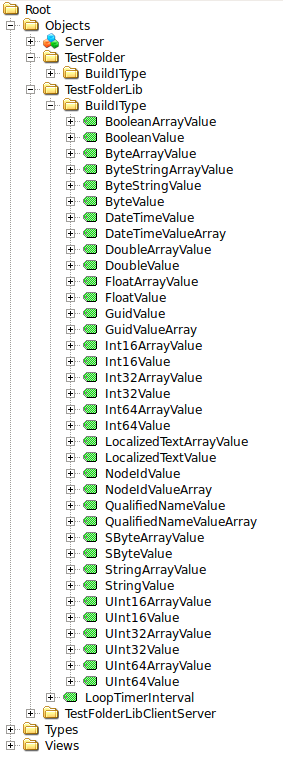 Root
Objects
Server
TestFolder
BuildIType
TestFolderLib
BuildIType
BooleanArrayValue
BooleanValue
ByteArrayValue
ByteStringArrayValue
ByteStringValue
ByteValue
DateTimeValue
DateTimeValueArray
DoubleArrayValue
DoubleValue
FloatArrayValue
FloatValue
GuidValue
GuidValueArray
Int16ArrayValue
Int16Value
Int32ArrayValue
Int32Value
Int64ArrayValue
Int64Value
LocalizedTextArrayValue
LocalizedTextValue
NodeIdValue
NodeIdValueArray
QualifiedNameValue
QualifiedNameValueArray
SByteArrayValue
SByteValue
StringArrayValue
StringValue
UInt16ArrayValue
UInt16Value
UInt32ArrayValue
UInt32Value
UInt64ArrayValue
UInt64Value
LoopTimerInterval
TestFolderLibClientServer
Types
Views